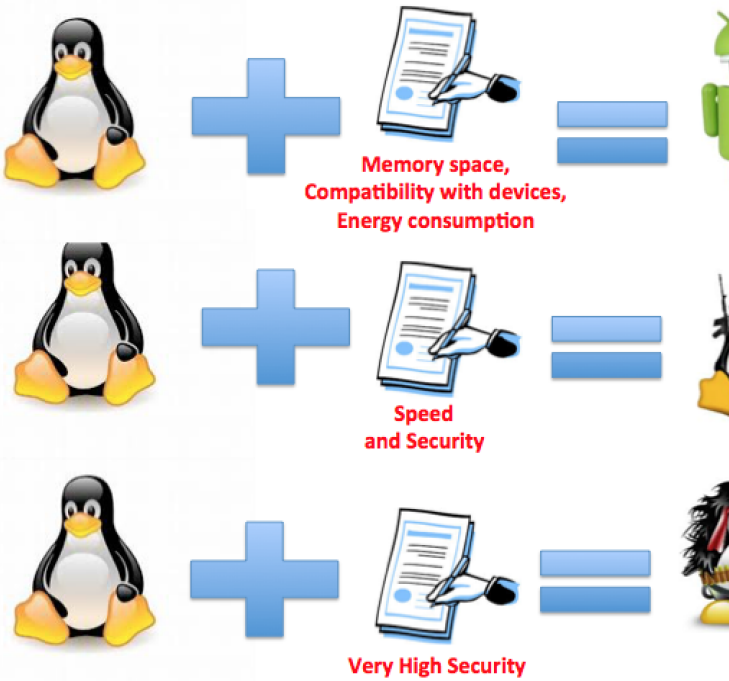 Memory space,
Compatibility with devices,
Energy consumption
Speed
and Security
Very High Security